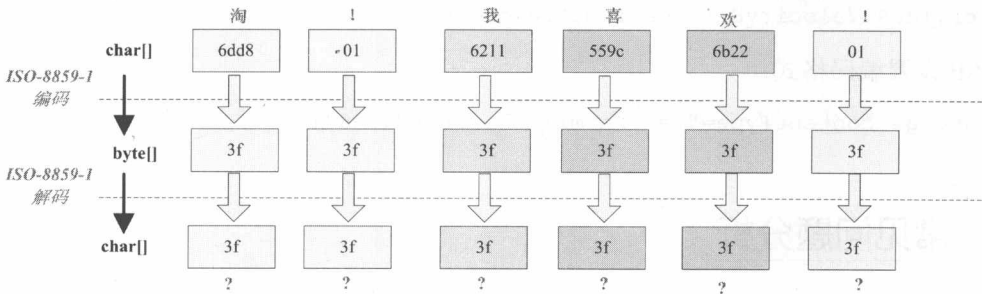 淘 ! 我 喜 欢 !
char[] 6dd8 -01 6211 559c 6b22 01
ISO-8859-1
编码
byte[] 3f 3f 3f 3f 3f 3f
ISO-8859-1
解码
char[] 3f 3f 3f 3f 3f 3f
? ? ? ? ? ?